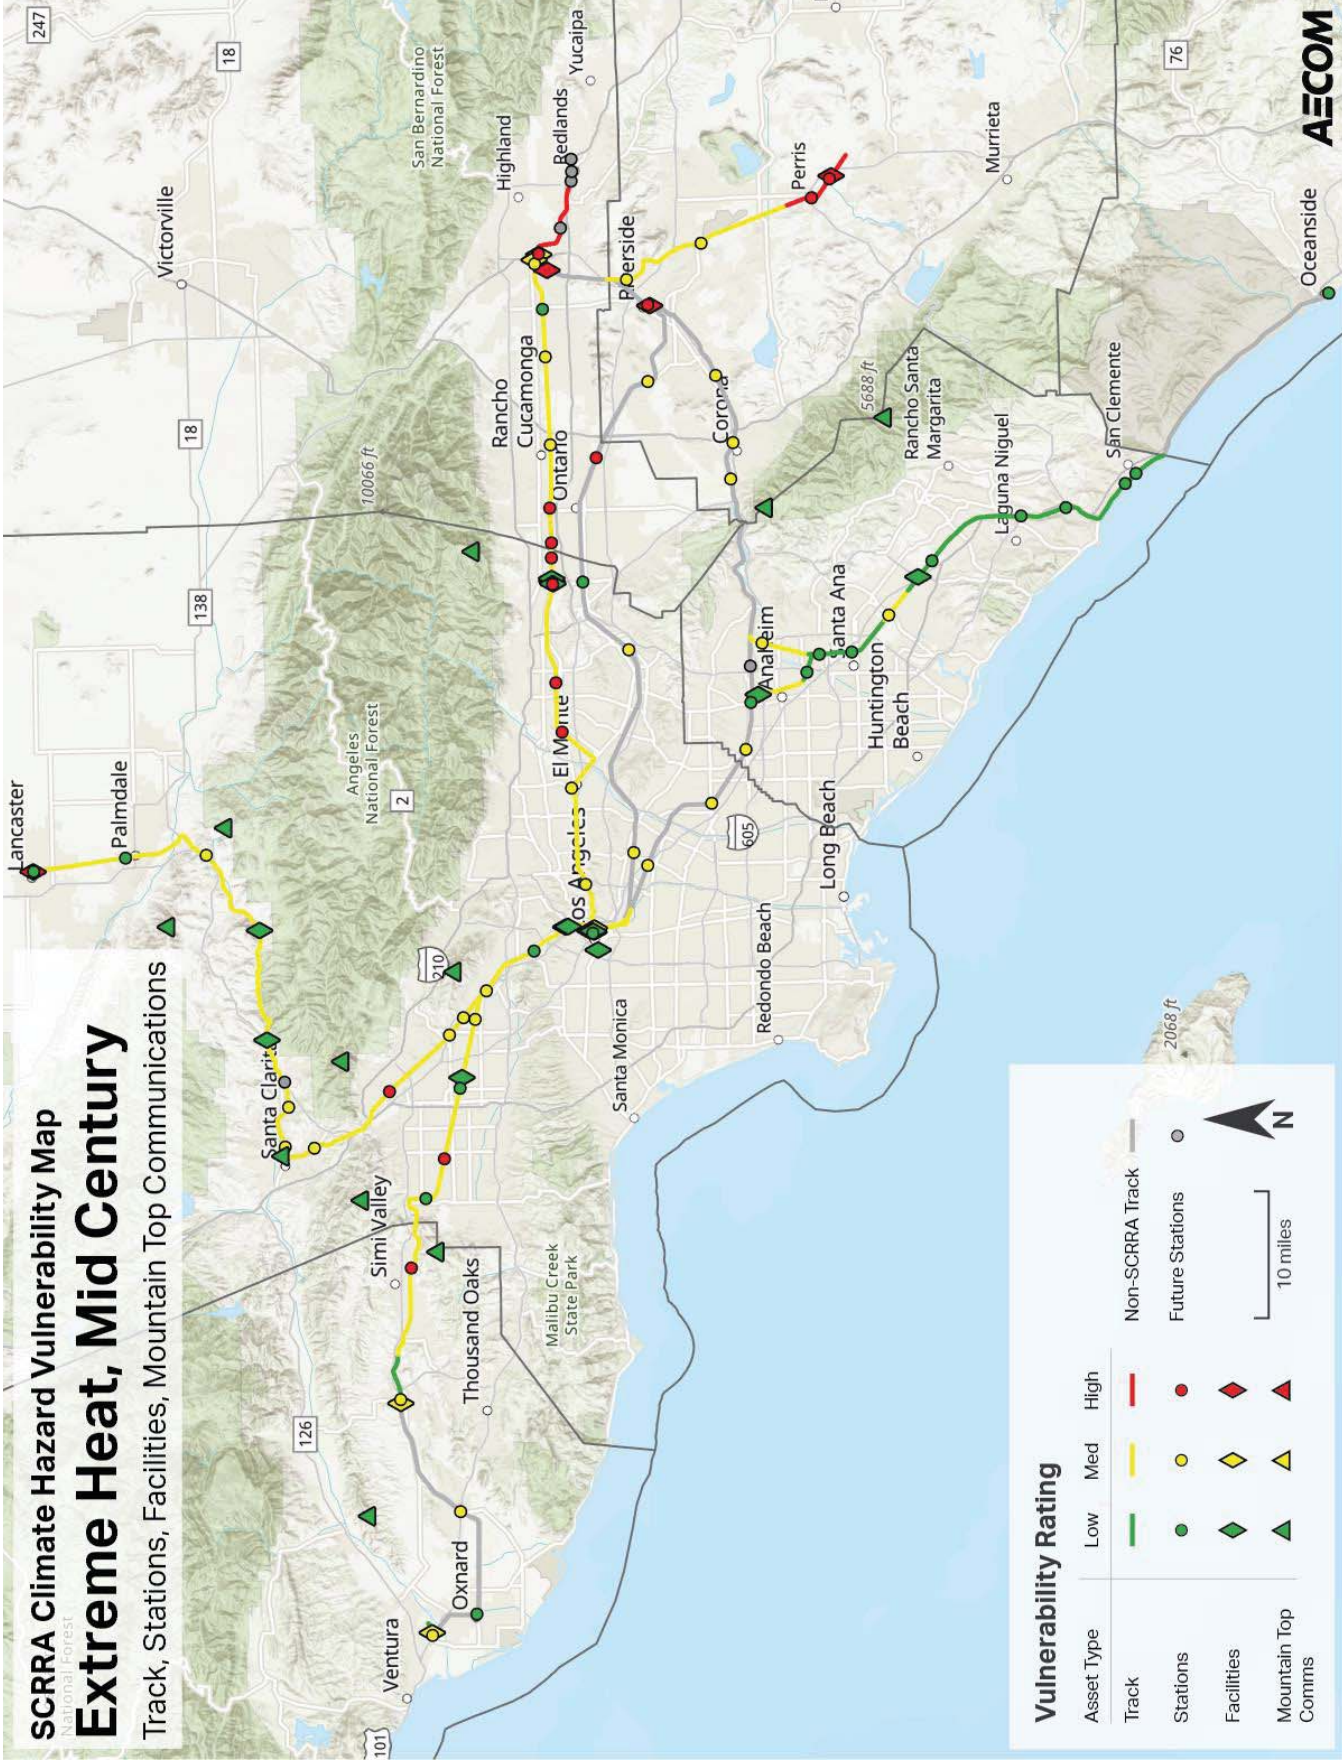 SCRRA Climate Hazard Vulnerability Map
National Forest
Extreme Heat, Mid Century
Track, Stations, Facilities, Mountain Top Communications
Lancaster
Palmdale
138
18
Victorville
18
247
Santa Clarita
126
Angeles
National Forest
2
10066 ft
San Bernardino
National Forest
210
Simi Valley
Ventura
101
Oxnard
Thousand Oaks
Malibu Creek
State Park
Santa Monica
Los Angeles
El Monte
Ontario
Rancho
Cucamonga
Highland
Redlands
Yucaipa
Riverside
Redondo Beach
Long Beach
605
Anaheim
Corona
Perris
Huntington
Beach
Santa Ana
5688 ft
Rancho Santa
Margarita
Laguna Niguel
Murrieta
San Clemente
76
Oceanside
2068 ft
Vulnerability Rating
Asset Type Low Med High
Track
Stations
Facilities
Mountain Top
Comms
Non-SCRRA Track
Future Stations
10 miles
N
AECOM